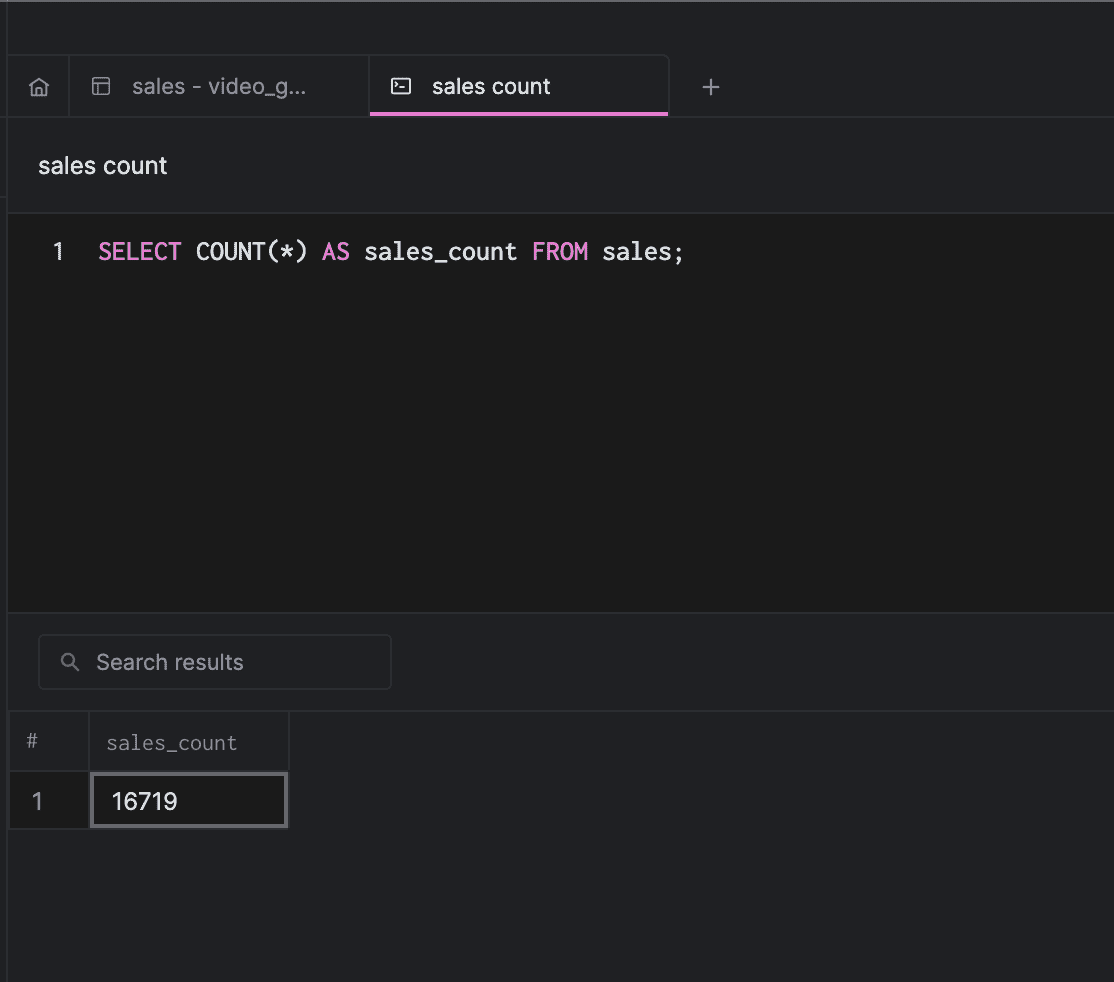 sales - video_g... sales count +
sales count
1 SELECT COUNT(*) AS sales_count FROM sales;
Search results
# sales_count
1 16719